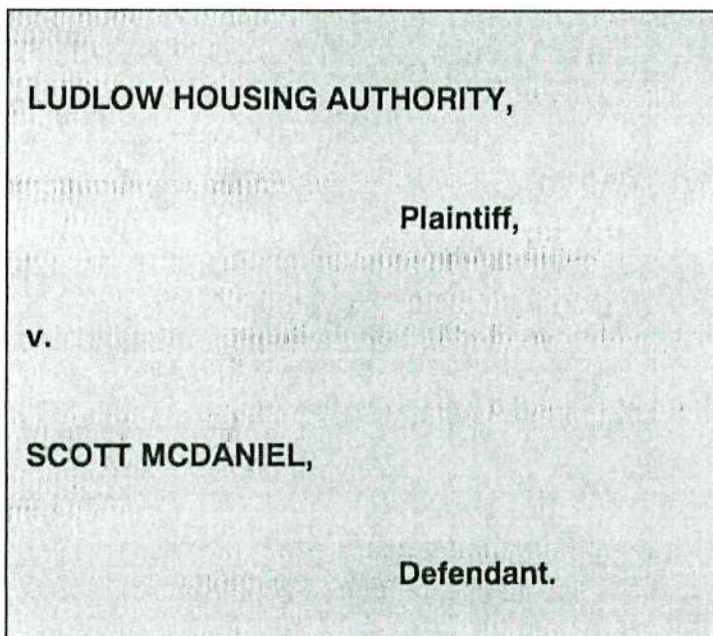 LUDLOW HOUSING AUTHORITY,
Plaintiff,
v.
SCOTT MCDANIEL,
Defendant.